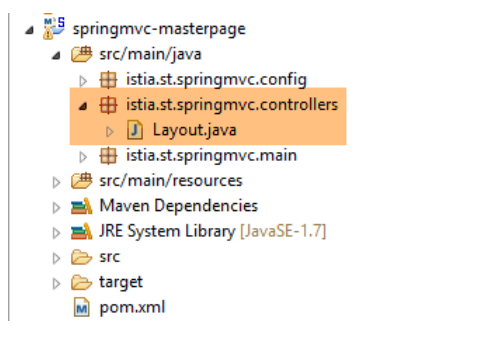 springmvc-masterpage
src/main/java
istia.st.springmvc.config
istia.st.springmvc.controllers
Layout.java
istia.st.springmvc.main
src/main/resources
Maven Dependencies
JRE System Library [JavaSE-1.7]
src
target
pom.xml